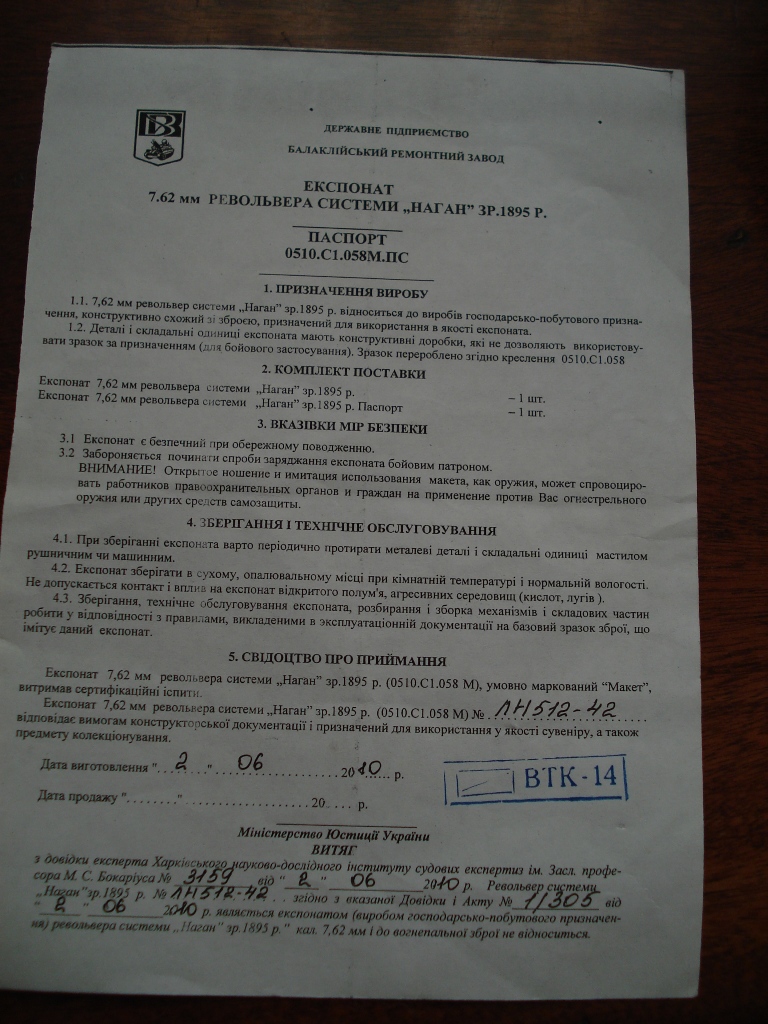 ДЕРЖАВНЕ ПІДПРИЄМСТВО
БАЛАКЛІЙСЬКИЙ РЕМОНТНИЙ ЗАВОД
ЕКСПОНАТ
7.62 мм РЕВОЛЬВЕРА СИСТЕМИ „НАГАН” ЗР.1895 Р.
ПАСПОРТ
0510.С1.058М.ПС
1. ПРИЗНАЧЕННЯ ВИРОБУ
1.1. 7,62 мм револьвер системи „Наган” зр.1895 р. відноситься до виробів господарсько-побутового призна-
чення, конструктивно схожий зі зброєю, призначений для використання в якості експоната.
1.2. Деталі і складальні одиниці експоната мають конструктивні доробки, які не дозволяють використову-
вати зразок за призначенням (для бойового застосування). Зразок перероблено згідно креслення 0510.С1.058
2. КОМПЛЕКТ ПОСТАВКИ
Експонат 7,62 мм револьвера системи „Наган” зр.1895 р. – 1 шт.
Експонат 7,62 мм револьвера системи „Наган” зр.1895 р. Паспорт – 1 шт.
3. ВКАЗІВКИ МІР БЕЗПЕКИ
3.1 Експонат є безпечний при обережному поводженню.
3.2 Забороняється починати спроби заряджання експоната бойовим патроном.
ВНИМАНИЕ! Открытое ношение и имитация использования макета, как оружия, может спровоциро-
вать работников правоохранительных органов и граждан на применение против Вас огнестрельного
оружия или других средств самозащиты.
4. ЗБЕРІГАННЯ І ТЕХНІЧНЕ ОБСЛУГОВУВАННЯ
4.1. При зберіганні експоната варто періодично протирати металеві деталі і складальні одиниці мастилом
рушничним чи машинним.
4.2. Експонат зберігати в сухому, опалювальному місці при кімнатній температурі і нормальній вологості.
Не допускається контакт і вплив на експонат відкритого полум'я, агресивних середовищ (кислот, лугів ).
4.3. Зберігання, технічне обслуговування експоната, розбирання і зборка механізмів і складових частин
робити у відповідності з правилами, викладеними в эксплуатаціонній документації на базовий зразок зброї, що
імітує даний експонат.
5. СВІДОЦТВО ПРО ПРИЙМАННЯ
Експонат 7,62 мм револьвера системи „Наган” зр.1895 р. (0510.С1.058 М), умовно маркований “Макет”,
витримав сертифікаційні іспити.
Експонат 7,62 мм револьвера системи „Наган” зр.1895 р. (0510.С1.058 М) № ЛН512-42
відповідає вимогам конструкторської документації і призначений для використання у якості сувеніру, а також
предмету колекціонування.
Дата виготовлення "2" 06 2010 р.
ВТК-14
Дата продажу "........" ........................ 20.... р.
Міністерство Юстиції України
ВИТЯГ
з довідки експерта Харківського науково-дослідного інституту судових експертиз ім. Засл. профе-
сора М. С. Бокаріуса № 3159 від "2" 06 2010 р. Револьвер системи
„Наган”зр.1895 р. № ЛН512-42 . . згідно з вказаної Довідки і Акту № 11305 від
"2" 06 2010 р. являється експонатом (виробом господарсько-побутового призначен-
ня) револьвера системи „Наган” зр.1895 р." кал. 7,62 мм і до вогнепальної зброї не відноситься.